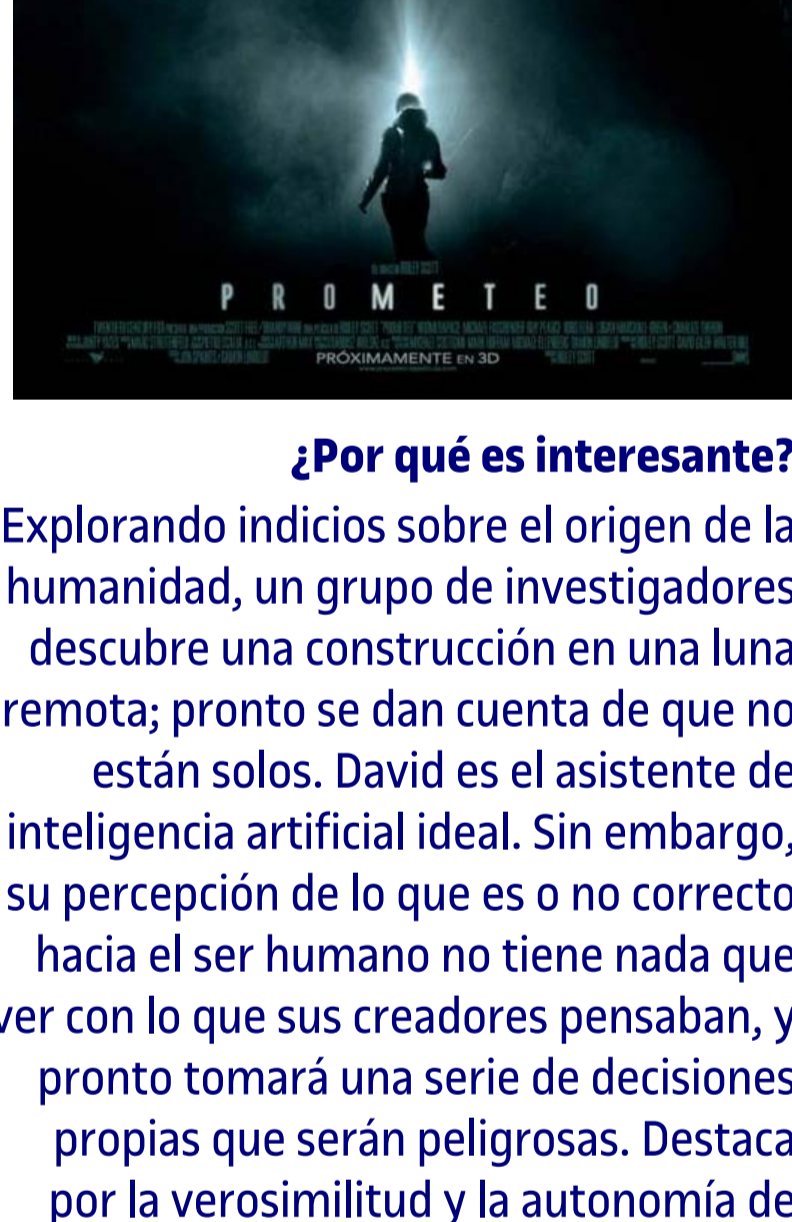 P R O M E T E O
PRÓXIMAMENTE EN 3D
¿Por qué es interesante?
Explorando indicios sobre el origen de la
humanidad, un grupo de investigadores
descubre una construcción en una luna
remota; pronto se dan cuenta de que no
están solos. David es el asistente de
inteligencia artificial ideal. Sin embargo,
su percepción de lo que es o no correcto
hacia el ser humano no tiene nada que
ver con lo que sus creadores pensaban, y
pronto tomará una serie de decisiones
propias que serán peligrosas. Destaca
por la verosimilitud y la autonomía de